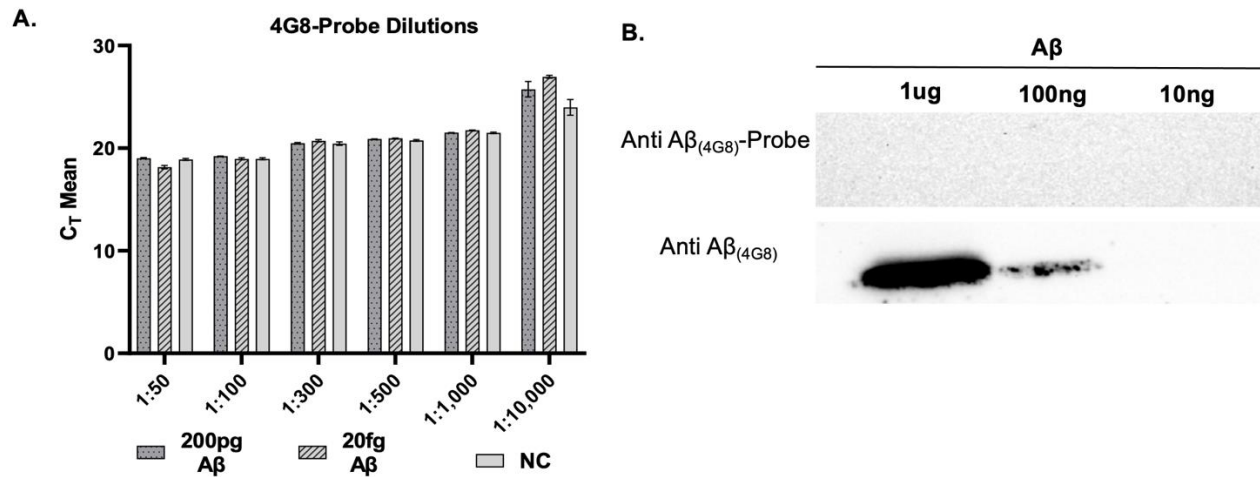 A.
4G8-Probe Dilutions
30
20
10
0
C_T Mean
1:50
1:100
1:300
1:500
1:1,000
1:10,000
200pg
Aβ
20fg
Aβ
NC
B.
Aβ
1ug 100ng 10ng
Anti Aβ(4G8)-Probe
Anti Aβ(4G8)